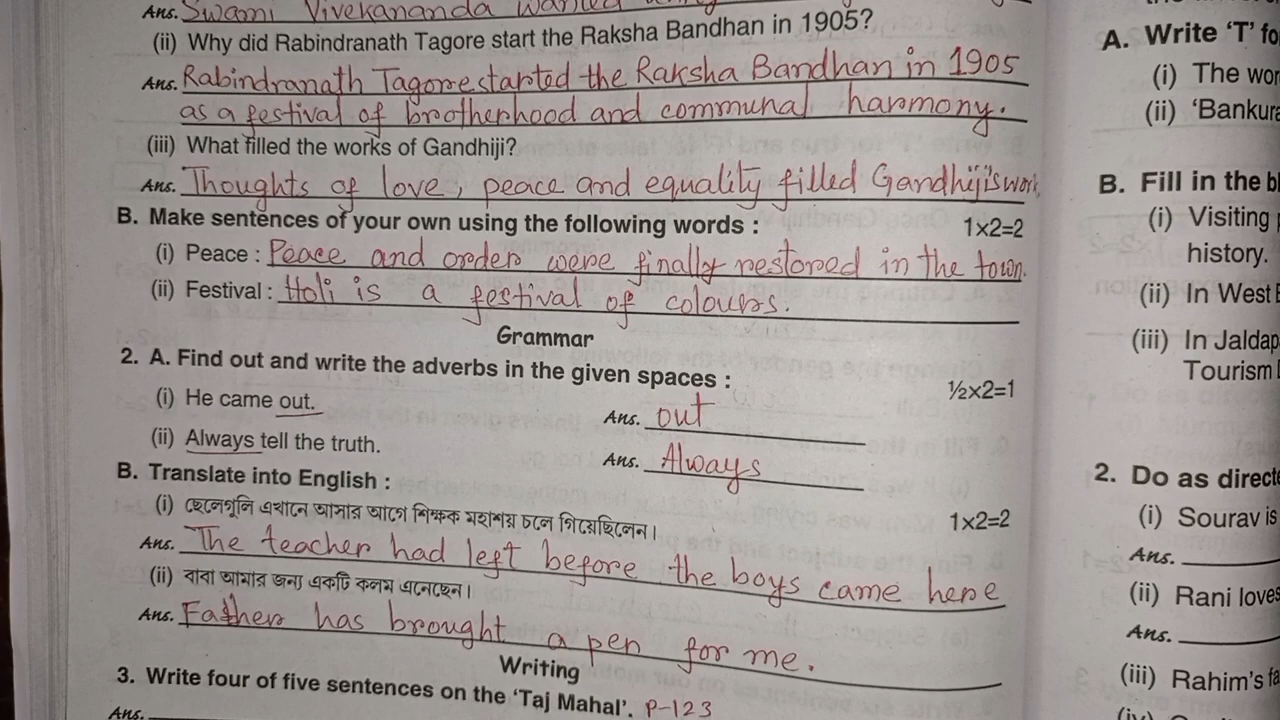 Ans. Swami Vivekananda wanted
(ii) Why did Rabindranath Tagore start the Raksha Bandhan in 1905?
Ans. Rabindranath Tagore started the Raksha Bandhan in 1905
as a festival of brotherhood and communal harmony.
(iii) What filled the works of Gandhiji?
Ans. Thoughts of love, peace and equality filled Gandhiji's work
B. Make sentences of your own using the following words : 1×2=2
(i) Peace : Peace and order were finally restored in the town.
(ii) Festival : Holi is a festival of colours.
Grammar
2. A. Find out and write the adverbs in the given spaces : ½×2=1
(i) He came out. Ans. out
(ii) Always tell the truth. Ans. Always
B. Translate into English :
(i) ছেলেগুলি এখানে আসার আগে শিক্ষক মহাশয় চলে গিয়েছিলেন। 1×2=2
Ans. The teacher had left before the boys came here
(ii) বাবা আমার জন্য একটি কলম এনেছেন।
Ans. Father has brought a pen for me.
Writing
3. Write four of five sentences on the ‘Taj Mahal’. P-123
Ans.
A. Write ‘T’ fo
(i) The wor
(ii) ‘Bankura
B. Fill in the bl
(i) Visiting
history.
(ii) In West B
(iii) In Jaldap
Tourism
2. Do as directe
(i) Sourav is
Ans.
(ii) Rani loves
Ans.
(iii) Rahim's fa
(iv)